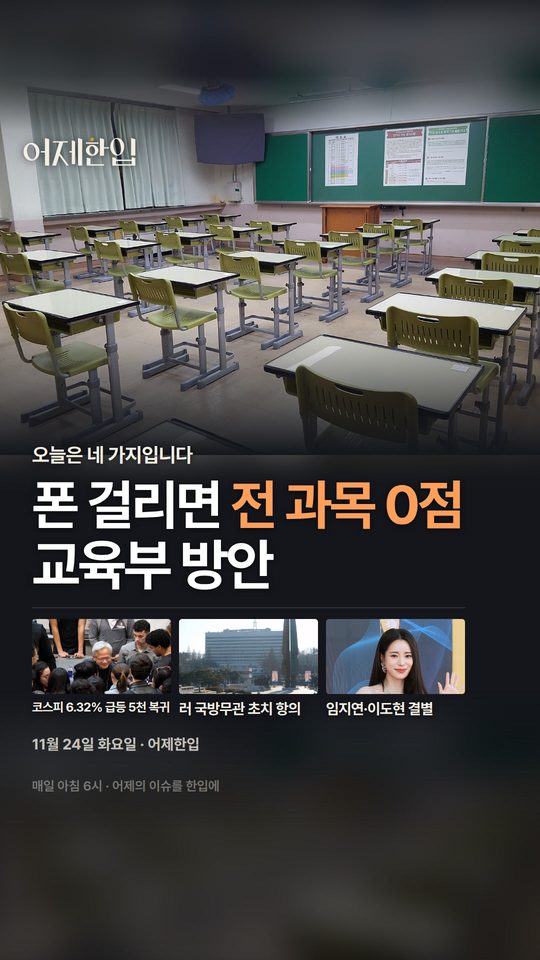 어제한입
오늘은 네 가지입니다
폰 걸리면 전 과목 0점
교육부 방안
코스피 6.32% 급등 5천 복귀
러 국방무관 초치 항의
임지연·이도현 결별
11월 24일 화요일 · 어제한입
매일 아침 6시 · 어제의 이슈를 한입에